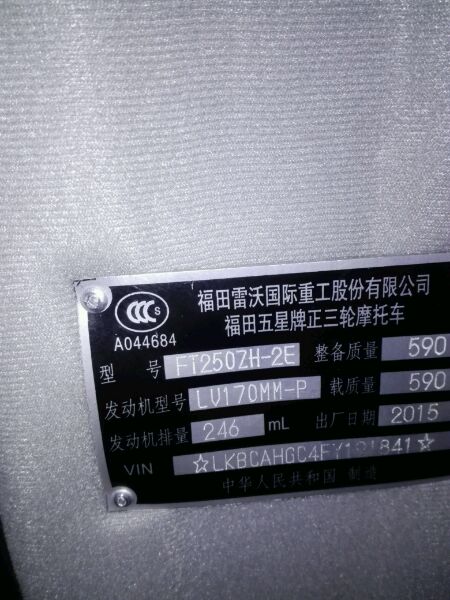 CCC S
A044684
福田雷沃国际重工股份有限公司
福田五星牌正三轮摩托车
型 号 FT250ZH-2E 整备质量 590
发动机型号 LV170MM-P 载质量 590
发动机排量 246 mL 出厂日期 2015
VIN
中华人民共和国 制造